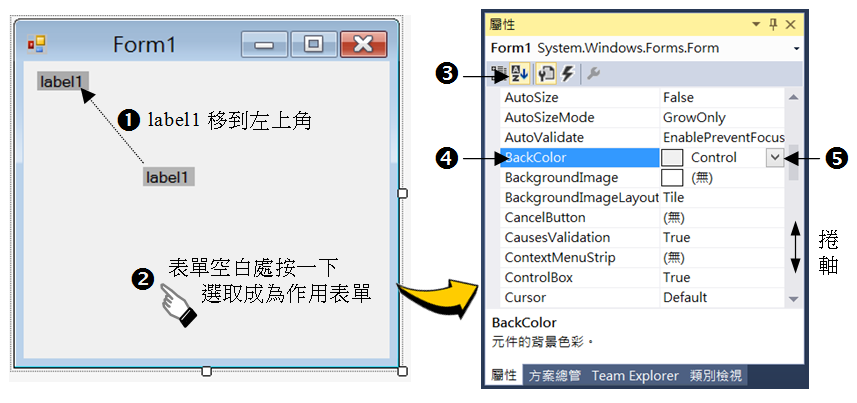 Form1
label1
❶ label1 移到左上角
label1
❷ 表單空白處按一下
選取成為作用表單
屬性
Form1 System.Windows.Forms.Form
❸
AutoSize False
AutoSizeMode GrowOnly
AutoValidate EnablePreventFocus
❹ BackColor Control ❺
BackgroundImage (無)
BackgroundImageLayout Tile
CancelButton (無)
CausesValidation True
ContextMenuStrip (無)
ControlBox True
Cursor Default
捲軸
BackColor
元件的背景色彩。
屬性 方案總管 Team Explorer 類別檢視